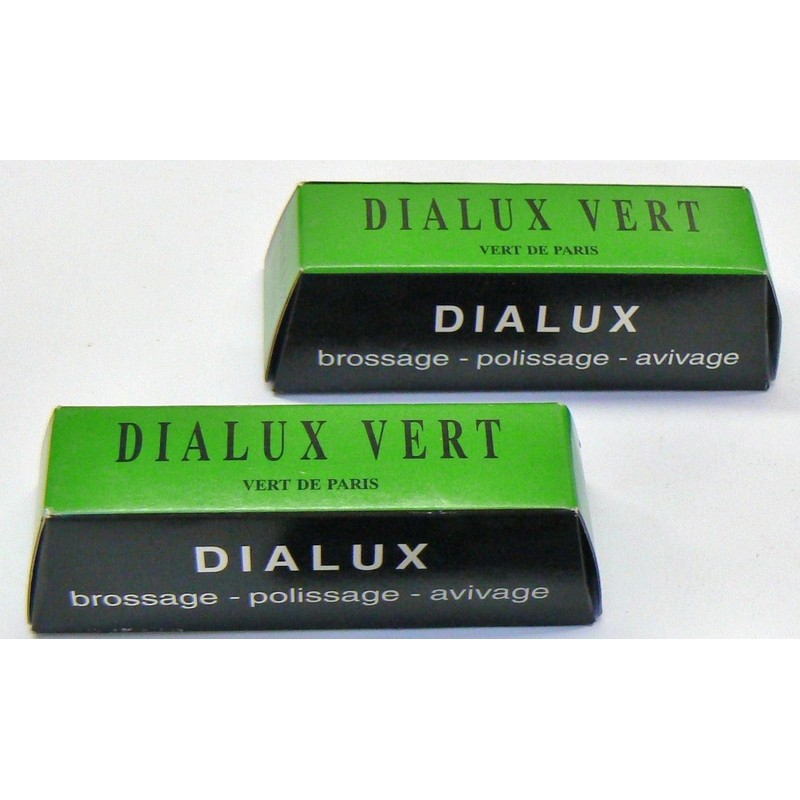 DIALUX VERT
VERT DE PARIS
DIALUX
brossage - polissage - avivage
DIALUX VERT
VERT DE PARIS
DIALUX
brossage - polissage - avivage